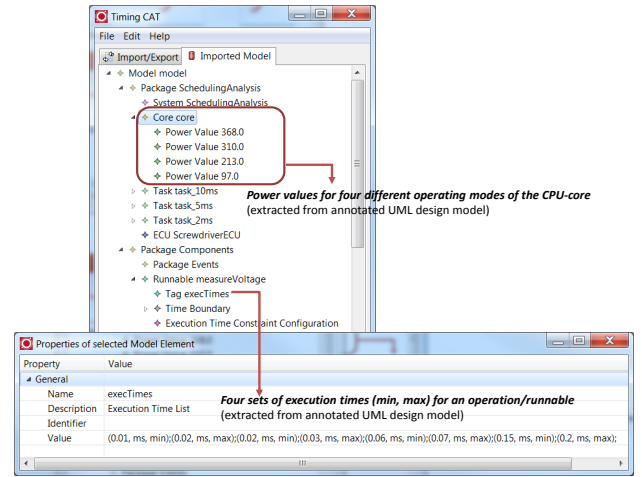 Timing CAT
File Edit Help
Import/Export Imported Model
Model model
Package SchedulingAnalysis
System SchedulingAnalysis
Core core
Power Value 368.0
Power Value 310.0
Power Value 213.0
Power Value 97.0
Task task_10ms
Task task_5ms
Task task_2ms
ECU ScrewdriverECU
Package Components
Package Events
Runnable measureVoltage
Tag execTimes
Time Boundary
Execution Time Constraint Configuration
Power values for four different operating modes of the CPU-core
(extracted from annotated UML design model)
Properties of selected Model Element
Property Value
General
Name execTimes
Description Execution Time List
Identifier
Value (0.01, ms, min);(0.02, ms, max);(0.02, ms, min);(0.03, ms, max);(0.06, ms, min);(0.07, ms, max);(0.15, ms, min);(0.2, ms, max);
Four sets of execution times (min, max) for an operation/runnable
(extracted from annotated UML design model)